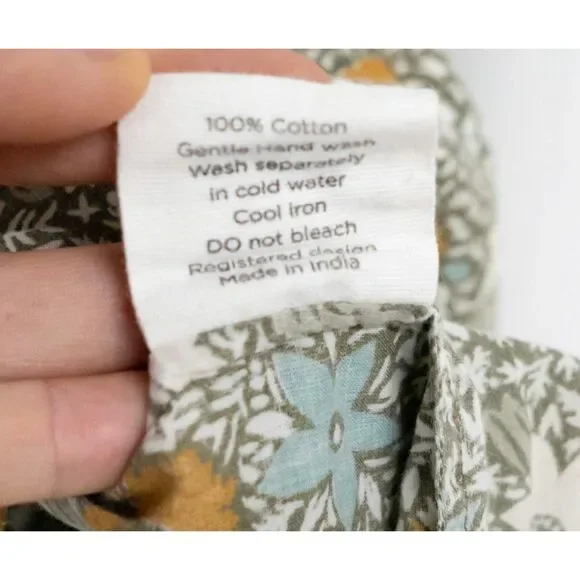 100% Cotton
Gentle Hand wash
Wash separately
in cold water
Cool iron
DO not bleach
Registered design
Made in India